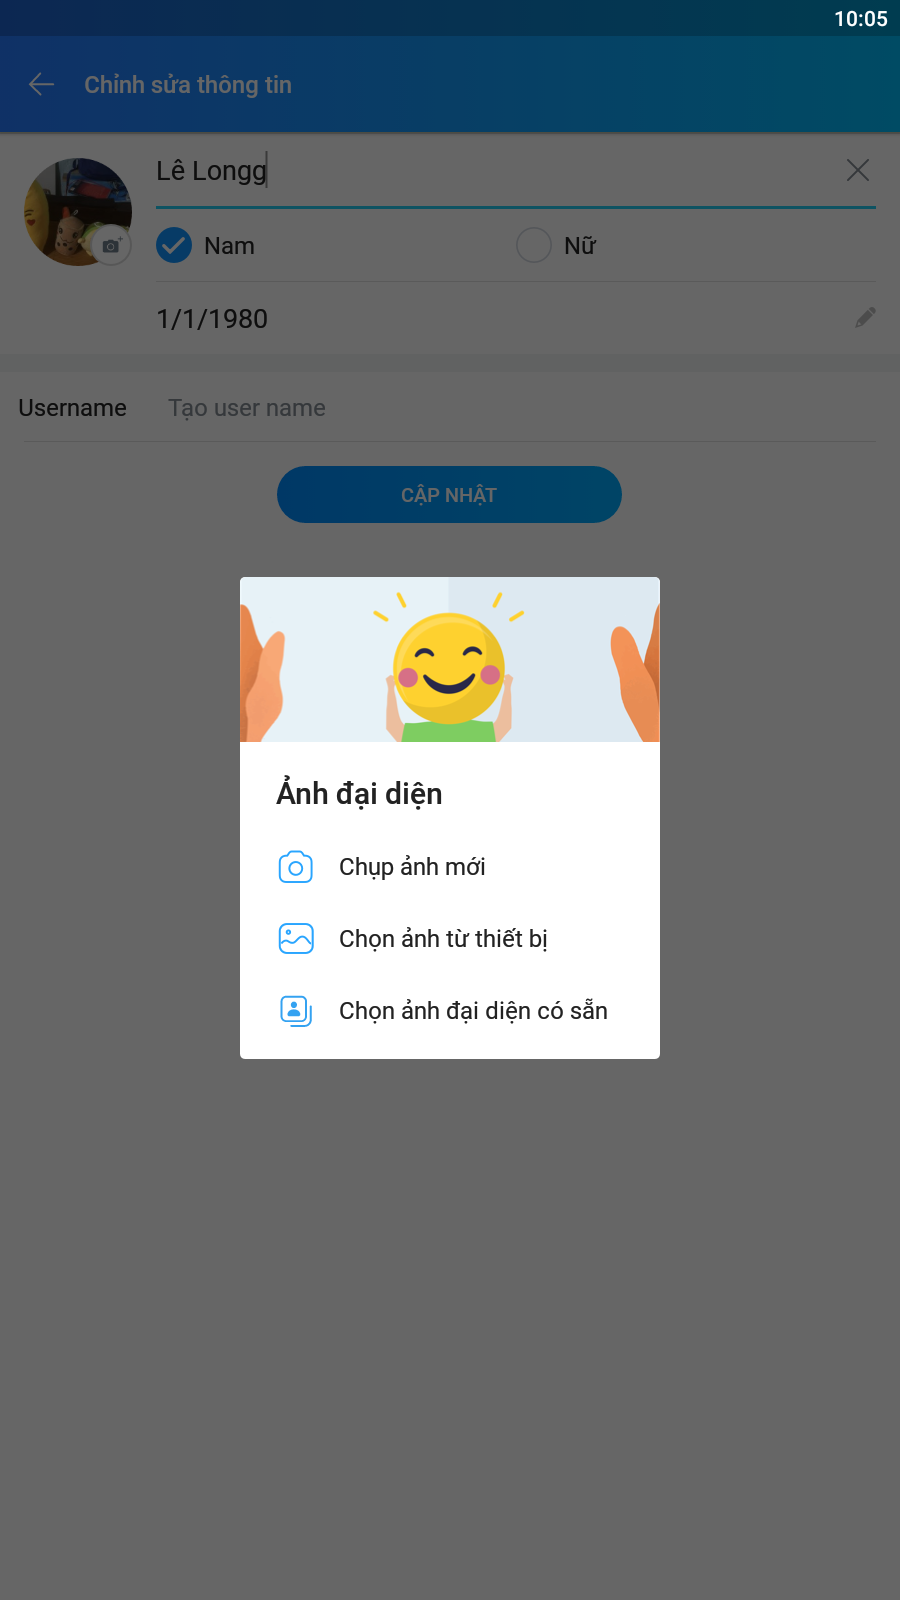 10:05
Chỉnh sửa thông tin
Lê Longg
Nam
Nữ
1/1/1980
Username
Tạo user name
CẬP NHẬT
Ảnh đại diện
Chụp ảnh mới
Chọn ảnh từ thiết bị
Chọn ảnh đại diện có sẵn